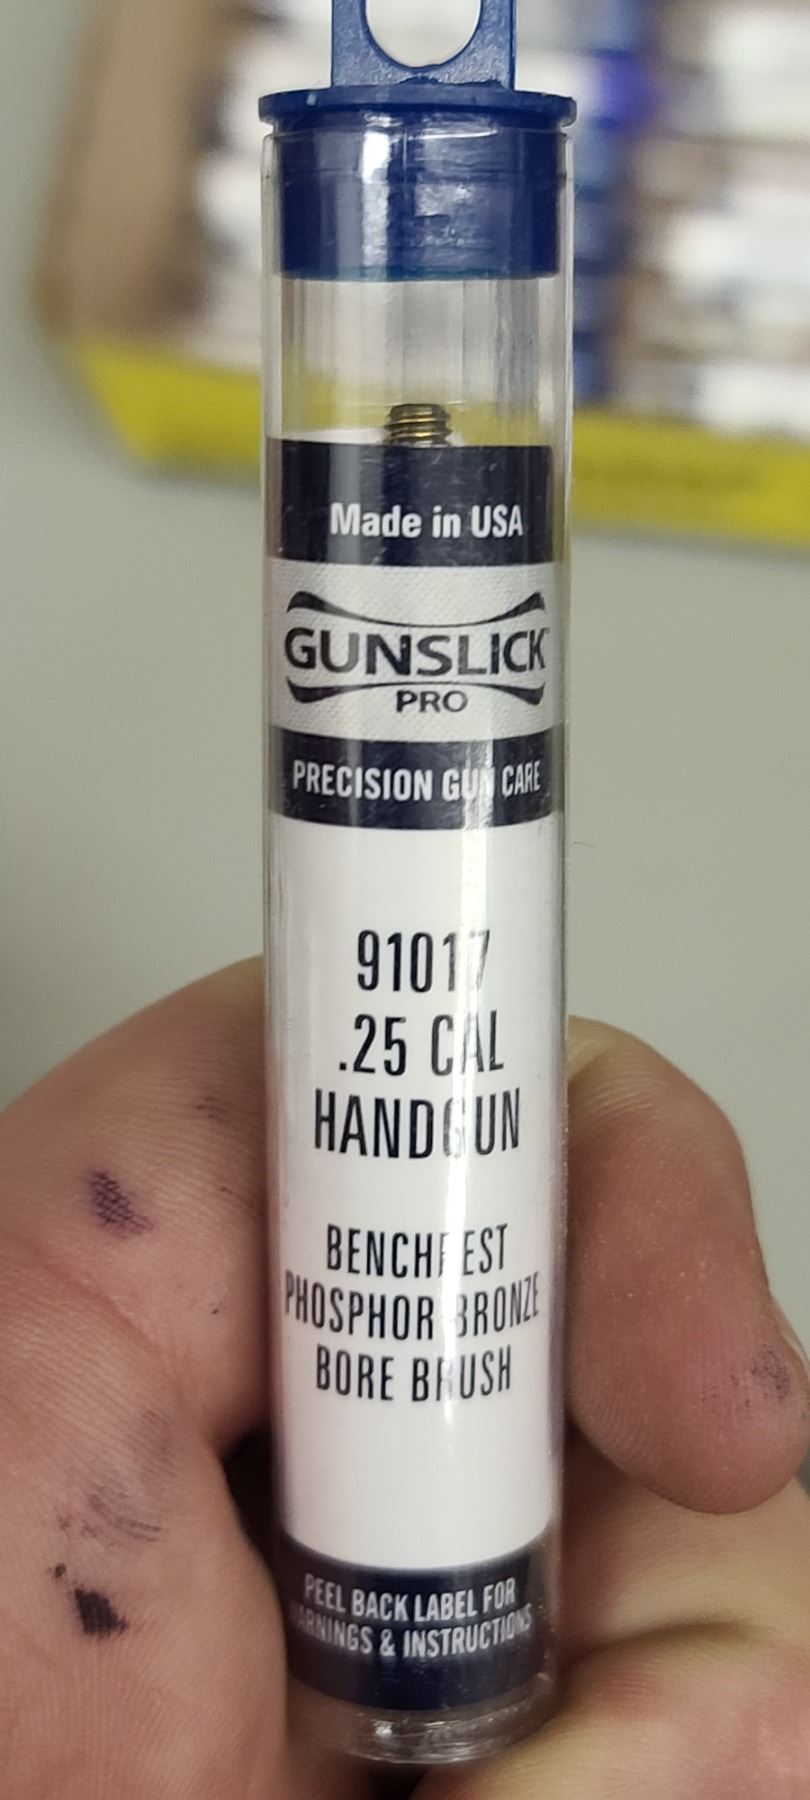 Made in USA
GUNSLICK
PRO
PRECISION GUN CARE
91017
.25 CAL
HANDGUN
BENCHREST
PHOSPHOR BRONZE
BORE BRUSH
PEEL BACK LABEL FOR
WARNINGS & INSTRUCTIONS